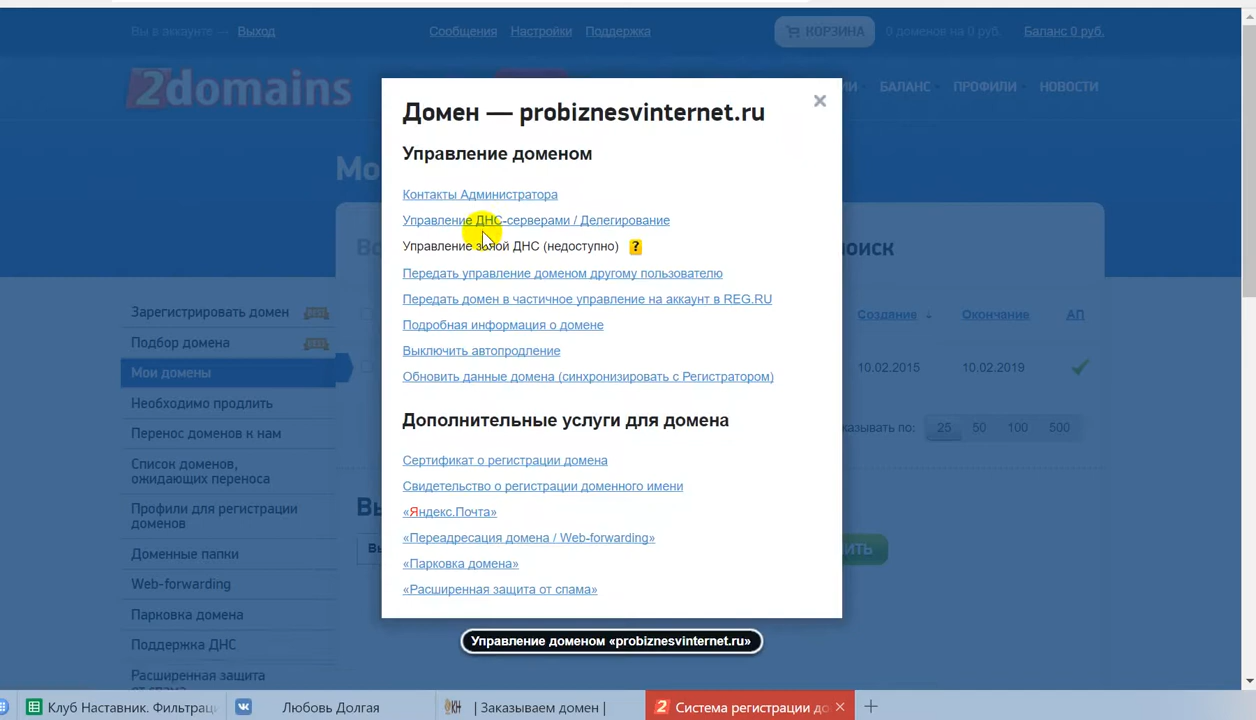 Вы в аккаунте — Выход
Сообщения Настройки Поддержка
КОРЗИНА
0 доменов на 0 руб.
Баланс 0 руб.
2domains
БАЛАНС ПРОФИЛИ НОВОСТИ
Домен — probiznesvinternet.ru
Управление доменом
Контакты Администратора
Управление ДНС-серверами / Делегирование
Управление зоной ДНС (недоступно) ?
Передать управление доменом другому пользователю
Передать домен в частичное управление на аккаунт в REG.RU
Подробная информация о домене
Выключить автопродление
Обновить данные домена (синхронизировать с Регистратором)
Дополнительные услуги для домена
Сертификат о регистрации домена
Свидетельство о регистрации доменного имени
«Яндекс.Почта»
«Переадресация домена / Web-forwarding»
«Парковка домена»
«Расширенная защита от спама»
Управление доменом «probiznesvinternet.ru»
Зарегистрировать домен
Подбор домена
Мои домены
Необходимо продлить
Перенос доменов к нам
Список доменов,
ожидающих переноса
Профили для регистрации
доменов
Доменные папки
Web-forwarding
Парковка домена
Поддержка ДНС
Расширенная защита
от спама
Создание ↓ Окончание АП
10.02.2015 10.02.2019
25 50 100 500
Клуб Наставник. Фильтрац
Любовь Долгая
| Заказываем домен |
2 Система регистрации до × +